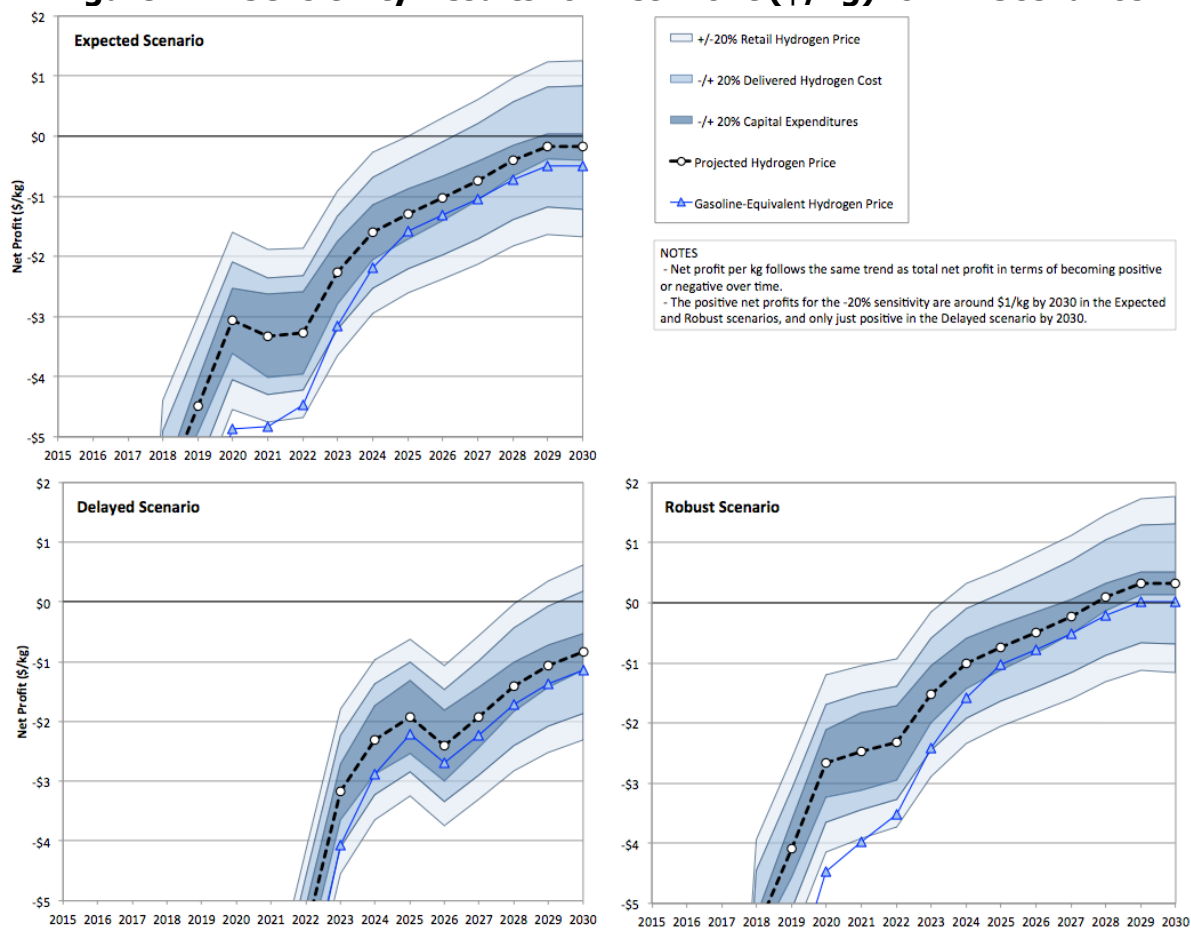 $2
$1
$0
-$1
-$2
-$3
-$4
-$5
Net Profit ($/kg)
Expected Scenario
2015 2016 2017 2018 2019 2020 2021 2022 2023 2024 2025 2026 2027 2028 2029 2030
+/-20% Retail Hydrogen Price
-/+ 20% Delivered Hydrogen Cost
-/+ 20% Capital Expenditures
Projected Hydrogen Price
Gasoline-Equivalent Hydrogen Price
NOTES
- Net profit per kg follows the same trend as total net profit in terms of becoming positive
or negative over time.
- The positive net profits for the -20% sensitivity are around $1/kg by 2030 in the Expected
and Robust scenarios, and only just positive in the Delayed scenario by 2030.
$2
$1
$0
-$1
-$2
-$3
-$4
-$5
Net Profit ($/kg)
Delayed Scenario
2015 2016 2017 2018 2019 2020 2021 2022 2023 2024 2025 2026 2027 2028 2029 2030
$2
$1
$0
-$1
-$2
-$3
-$4
-$5
Robust Scenario
2015 2016 2017 2018 2019 2020 2021 2022 2023 2024 2025 2026 2027 2028 2029 2030